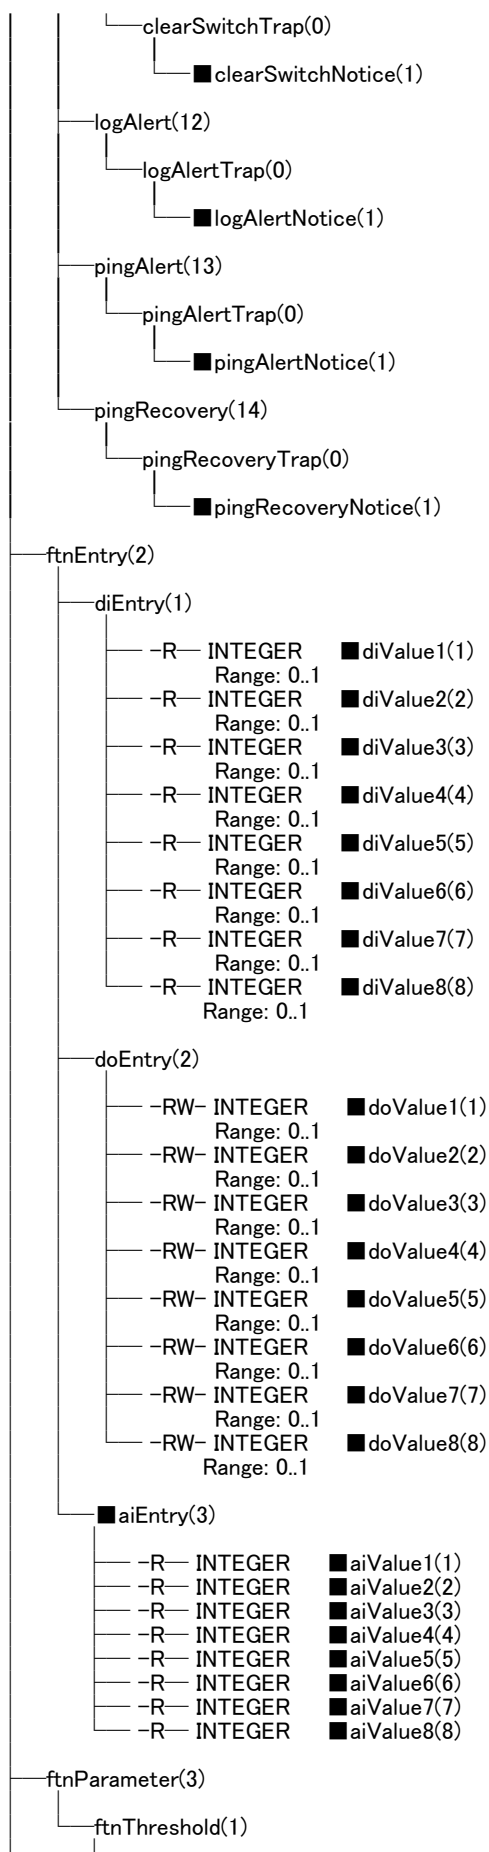 clearSwitchTrap(0)
■clearSwitchNotice(1)
logAlert(12)
logAlertTrap(0)
■logAlertNotice(1)
pingAlert(13)
pingAlertTrap(0)
■pingAlertNotice(1)
pingRecovery(14)
pingRecoveryTrap(0)
■pingRecoveryNotice(1)
ftnEntry(2)
diEntry(1)
-R- INTEGER ■diValue1(1)
Range: 0..1
-R- INTEGER ■diValue2(2)
Range: 0..1
-R- INTEGER ■diValue3(3)
Range: 0..1
-R- INTEGER ■diValue4(4)
Range: 0..1
-R- INTEGER ■diValue5(5)
Range: 0..1
-R- INTEGER ■diValue6(6)
Range: 0..1
-R- INTEGER ■diValue7(7)
Range: 0..1
-R- INTEGER ■diValue8(8)
Range: 0..1
doEntry(2)
-RW- INTEGER ■doValue1(1)
Range: 0..1
-RW- INTEGER ■doValue2(2)
Range: 0..1
-RW- INTEGER ■doValue3(3)
Range: 0..1
-RW- INTEGER ■doValue4(4)
Range: 0..1
-RW- INTEGER ■doValue5(5)
Range: 0..1
-RW- INTEGER ■doValue6(6)
Range: 0..1
-RW- INTEGER ■doValue7(7)
Range: 0..1
-RW- INTEGER ■doValue8(8)
Range: 0..1
■aiEntry(3)
-R- INTEGER ■aiValue1(1)
-R- INTEGER ■aiValue2(2)
-R- INTEGER ■aiValue3(3)
-R- INTEGER ■aiValue4(4)
-R- INTEGER ■aiValue5(5)
-R- INTEGER ■aiValue6(6)
-R- INTEGER ■aiValue7(7)
-R- INTEGER ■aiValue8(8)
ftnParameter(3)
ftnThreshold(1)